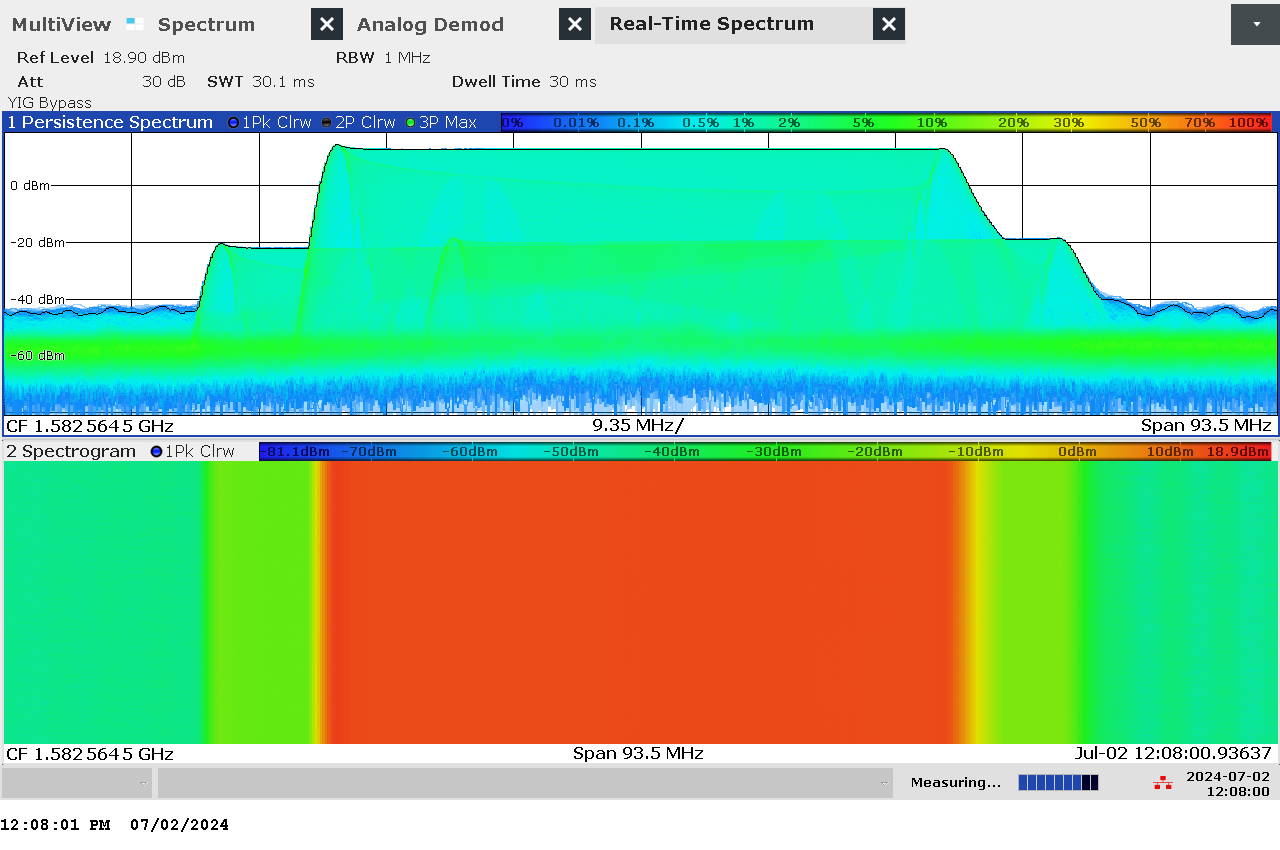 MultiView Spectrum Analog Demod Real-Time Spectrum
Ref Level 18.90 dBm RBW 1 MHz
Att 30 dB SWT 30.1 ms Dwell Time 30 ms
YIG Bypass
1 Persistence Spectrum 1Pk Clrw 2P Clrw 3P Max 0% 0.01% 0.1% 0.5% 1% 2% 5% 10% 20% 30% 50% 70% 100%
0 dBm
-20 dBm
-40 dBm
-60 dBm
CF 1.5825645 GHz 9.35 MHz/ Span 93.5 MHz
2 Spectrogram 1Pk Clrw -81.1dBm -70dBm -60dBm -50dBm -40dBm -30dBm -20dBm -10dBm 0dBm 10dBm 18.9dBm
CF 1.5825645 GHz Span 93.5 MHz Jul-02 12:08:00.93637
Measuring... 2024-07-02
12:08:00
12:08:01 PM 07/02/2024